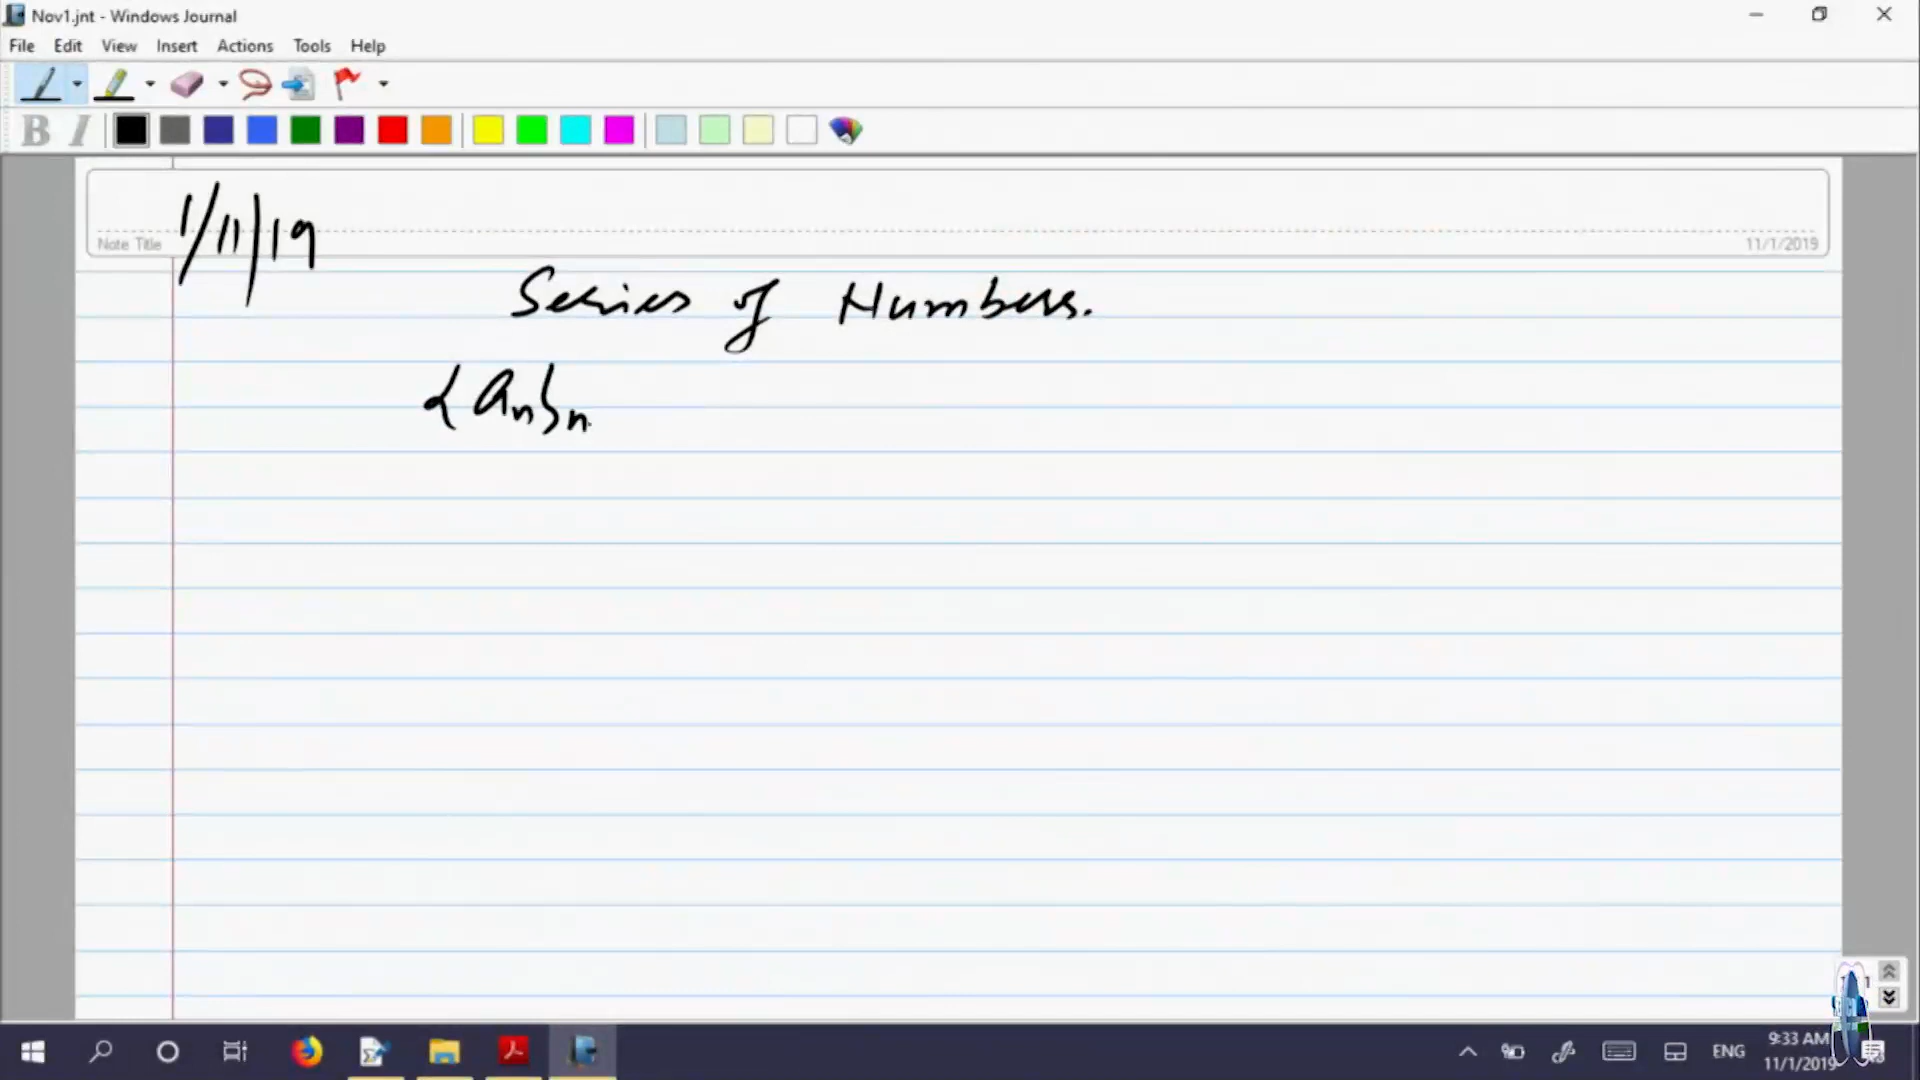 Nov1.jnt - Windows Journal
File Edit View Insert Actions Tools Help
B I
1/11/19
Note Title
11/1/2019
Series of Numbers.
{an}n
ENG
9:33 AM
11/1/2019